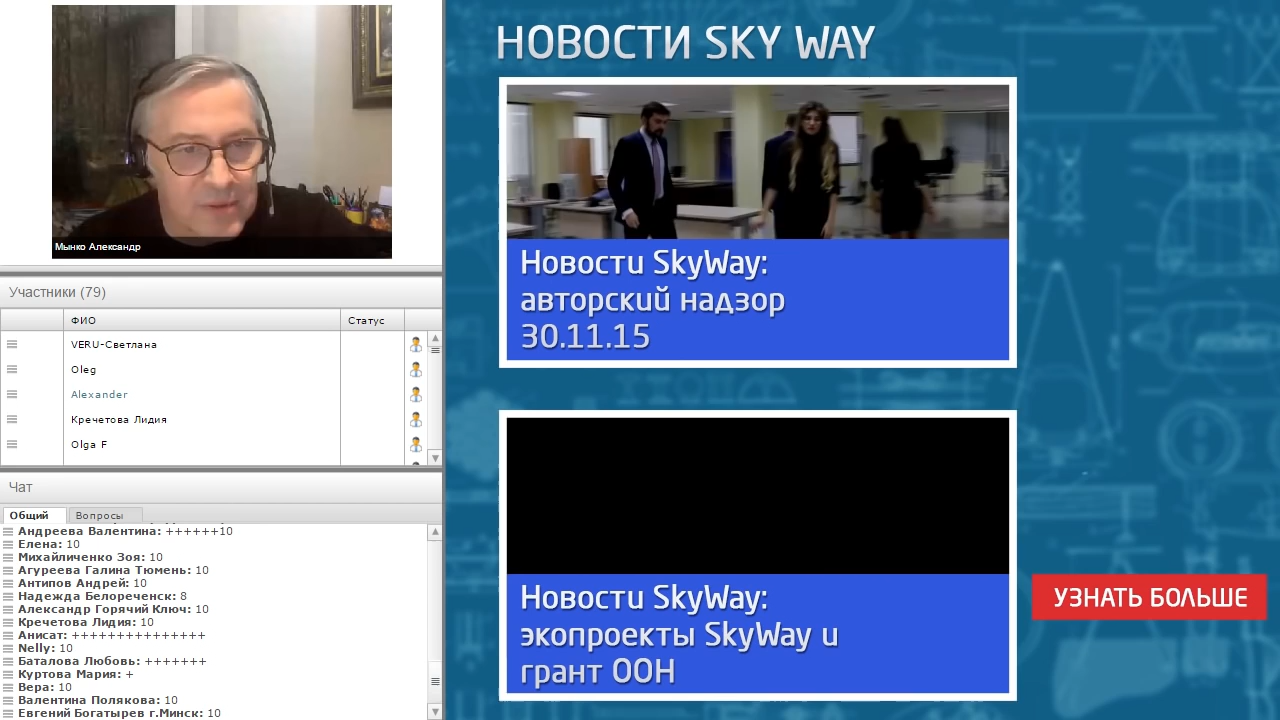 Мынко Александр
Участники (79)
ФИО
Статус
VERU-Светлана
Oleg
Alexander
Кречетова Лидия
Olga F
Чат
Общий
Вопросы
Андреева Валентина: ++++++10
Елена: 10
Михайличенко Зоя: 10
Агуреева Галина Тюмень: 10
Антипов Андрей: 10
Надежда Белореченск: 8
Александр Горячий Ключ: 10
Кречетова Лидия: 10
Анисат: +++++++++++++++
Nelly: 10
Баталова Любовь: +++++++
Куртова Мария: +
Вера: 10
Валентина Полякова: 10
Евгений Богатырев г.Минск: 10
НОВОСТИ SKY WAY
Новости SkyWay:
авторский надзор
30.11.15
Новости SkyWay:
экопроекты SkyWay и
грант ООН
УЗНАТЬ БОЛЬШЕ